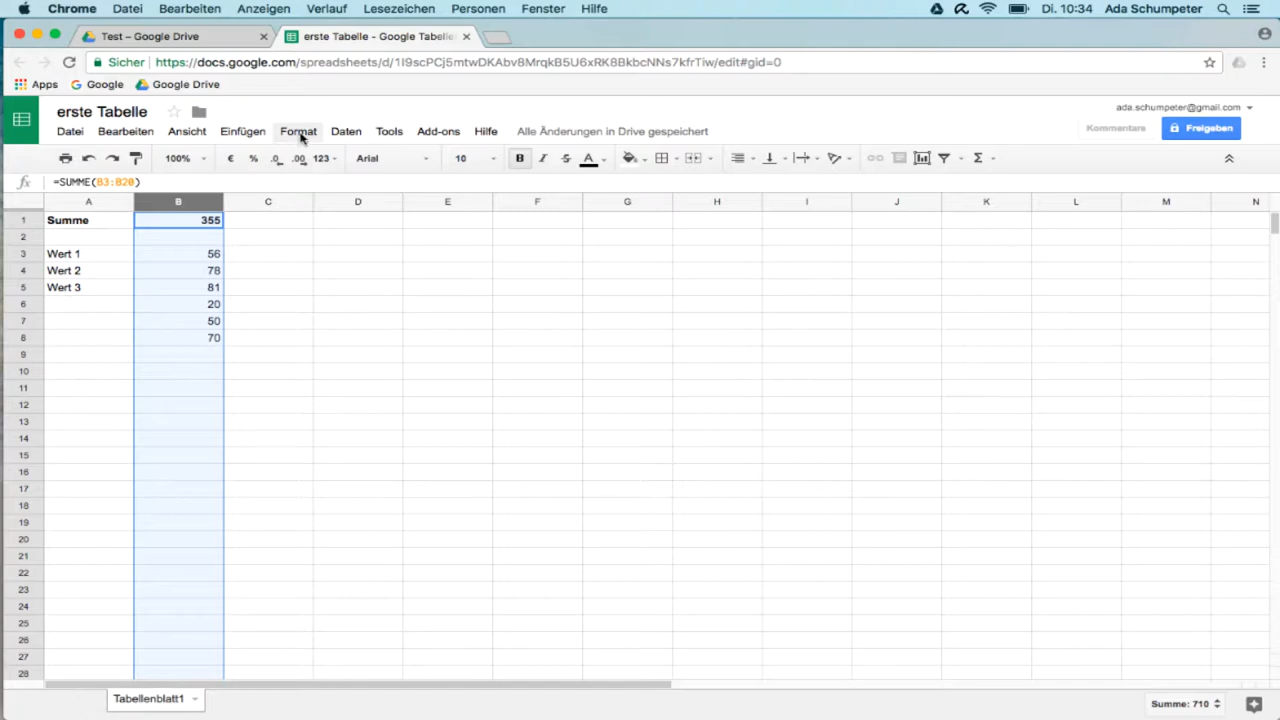 Chrome Datei Bearbeiten Anzeigen Verlauf Lesezeichen Personen Fenster Hilfe Di. 10:34 Ada Schumpeter
Test – Google Drive erste Tabelle - Google Tabelle
Sicher https://docs.google.com/spreadsheets/d/1I9scPCj5mtwDKAbv8MrqkB5U6xRK8BkbcNNs7kfrTiw/edit#gid=0
Apps Google Google Drive
erste Tabelle ada.schumpeter@gmail.com
Datei Bearbeiten Ansicht Einfügen Format Daten Tools Add-ons Hilfe Alle Änderungen in Drive gespeichert Kommentare Freigeben
100% € % .0 .00 123 Arial 10 B I S A Σ
fx =SUMME(B3:B20)
A B C D E F G H I J K L M N
1 Summe 355
2
3 Wert 1 56
4 Wert 2 78
5 Wert 3 81
6 20
7 50
8 70
9
10
11
12
13
14
15
16
17
18
19
20
21
22
23
24
25
26
27
28
Tabellenblatt1 Summe: 710